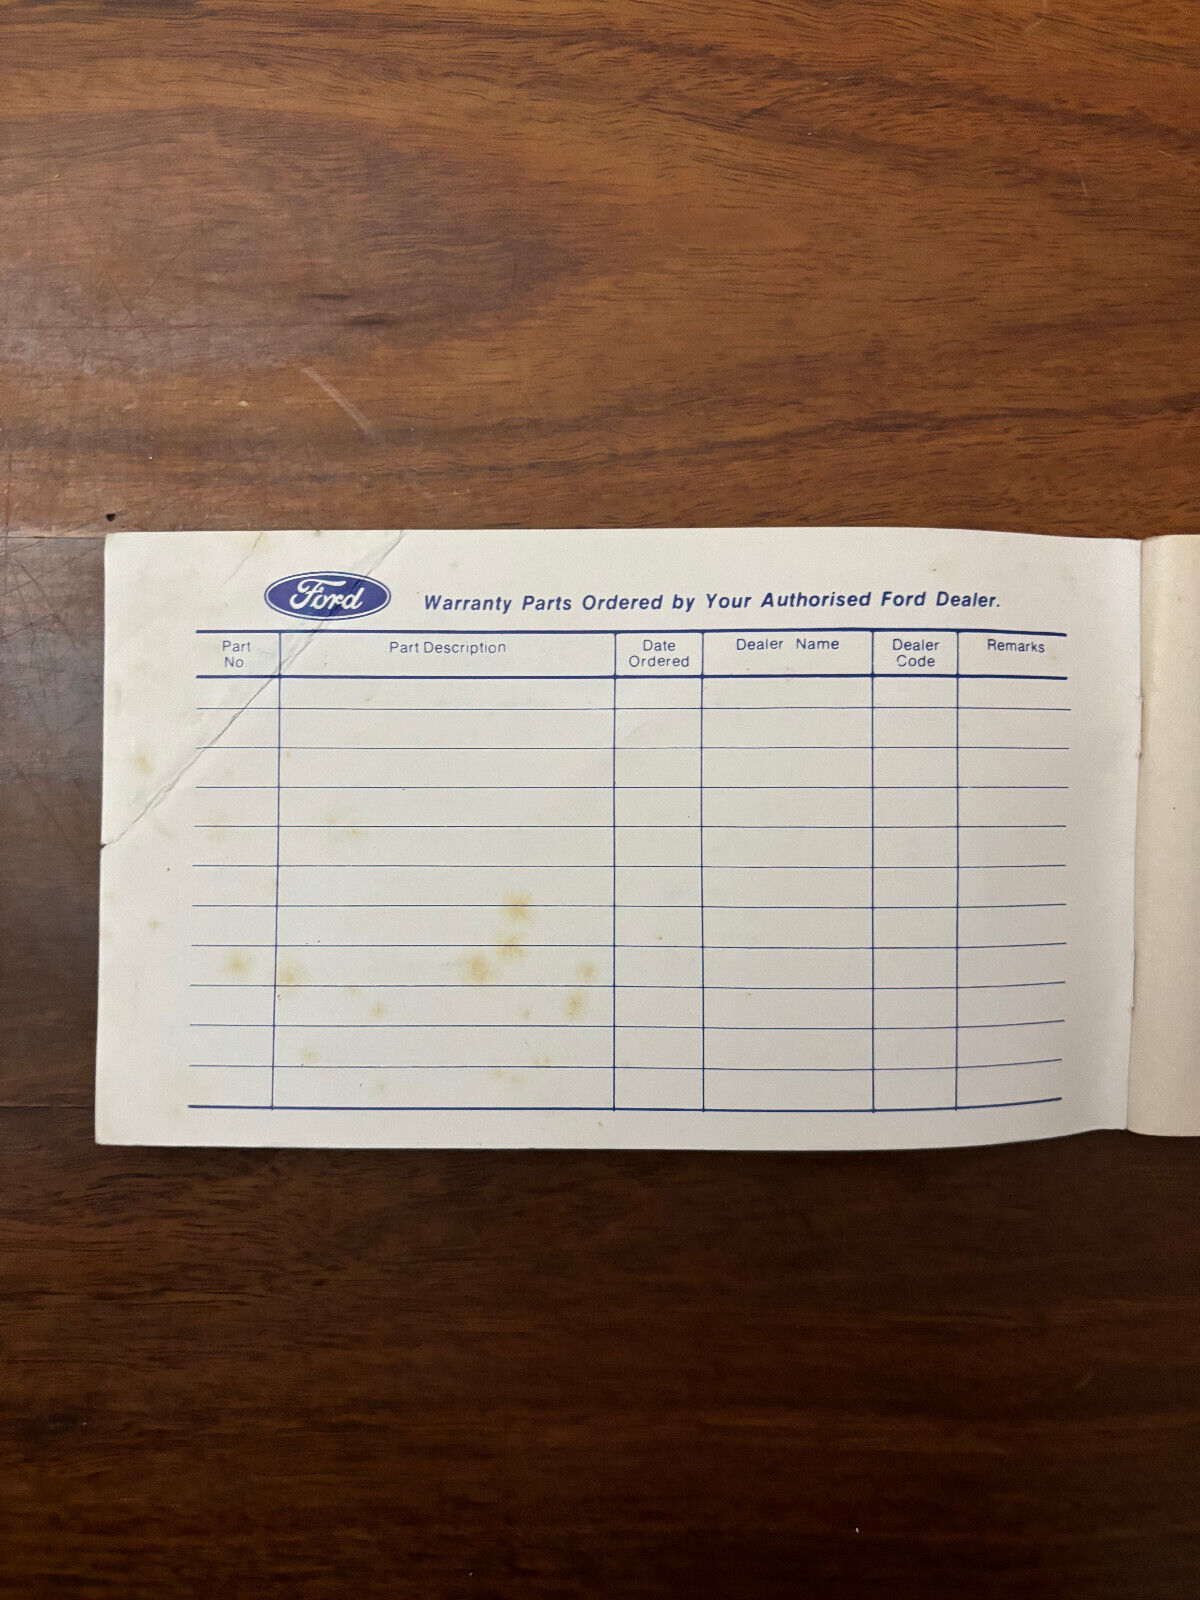 Ford
Warranty Parts Ordered by Your Authorised Ford Dealer.
Part No. Part Description Date Ordered Dealer Name Dealer Code Remarks